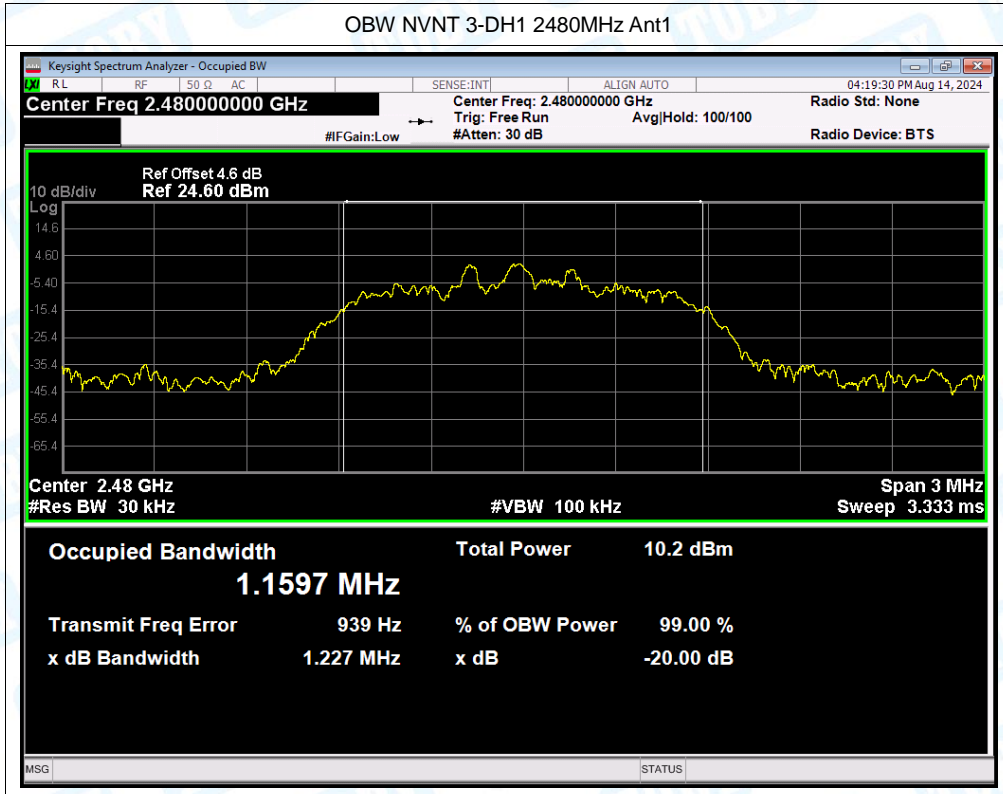 OBW NVNT 3-DH1 2480MHz Ant1
Keysight Spectrum Analyzer - Occupied BW
LXI RL RF 50 Ω AC SENSE:INT ALIGN AUTO 04:19:30 PM Aug 14, 2024
Center Freq 2.480000000 GHz Center Freq: 2.480000000 GHz Radio Std: None
Trig: Free Run Avg|Hold: 100/100
#IFGain:Low #Atten: 30 dB Radio Device: BTS
Ref Offset 4.6 dB
10 dB/div Ref 24.60 dBm
Log
14.6
4.60
-5.40
-15.4
-25.4
-35.4
-45.4
-55.4
-65.4
Center 2.48 GHz Span 3 MHz
#Res BW 30 kHz #VBW 100 kHz Sweep 3.333 ms
Occupied Bandwidth Total Power 10.2 dBm
1.1597 MHz
Transmit Freq Error 939 Hz % of OBW Power 99.00 %
x dB Bandwidth 1.227 MHz x dB -20.00 dB
MSG STATUS